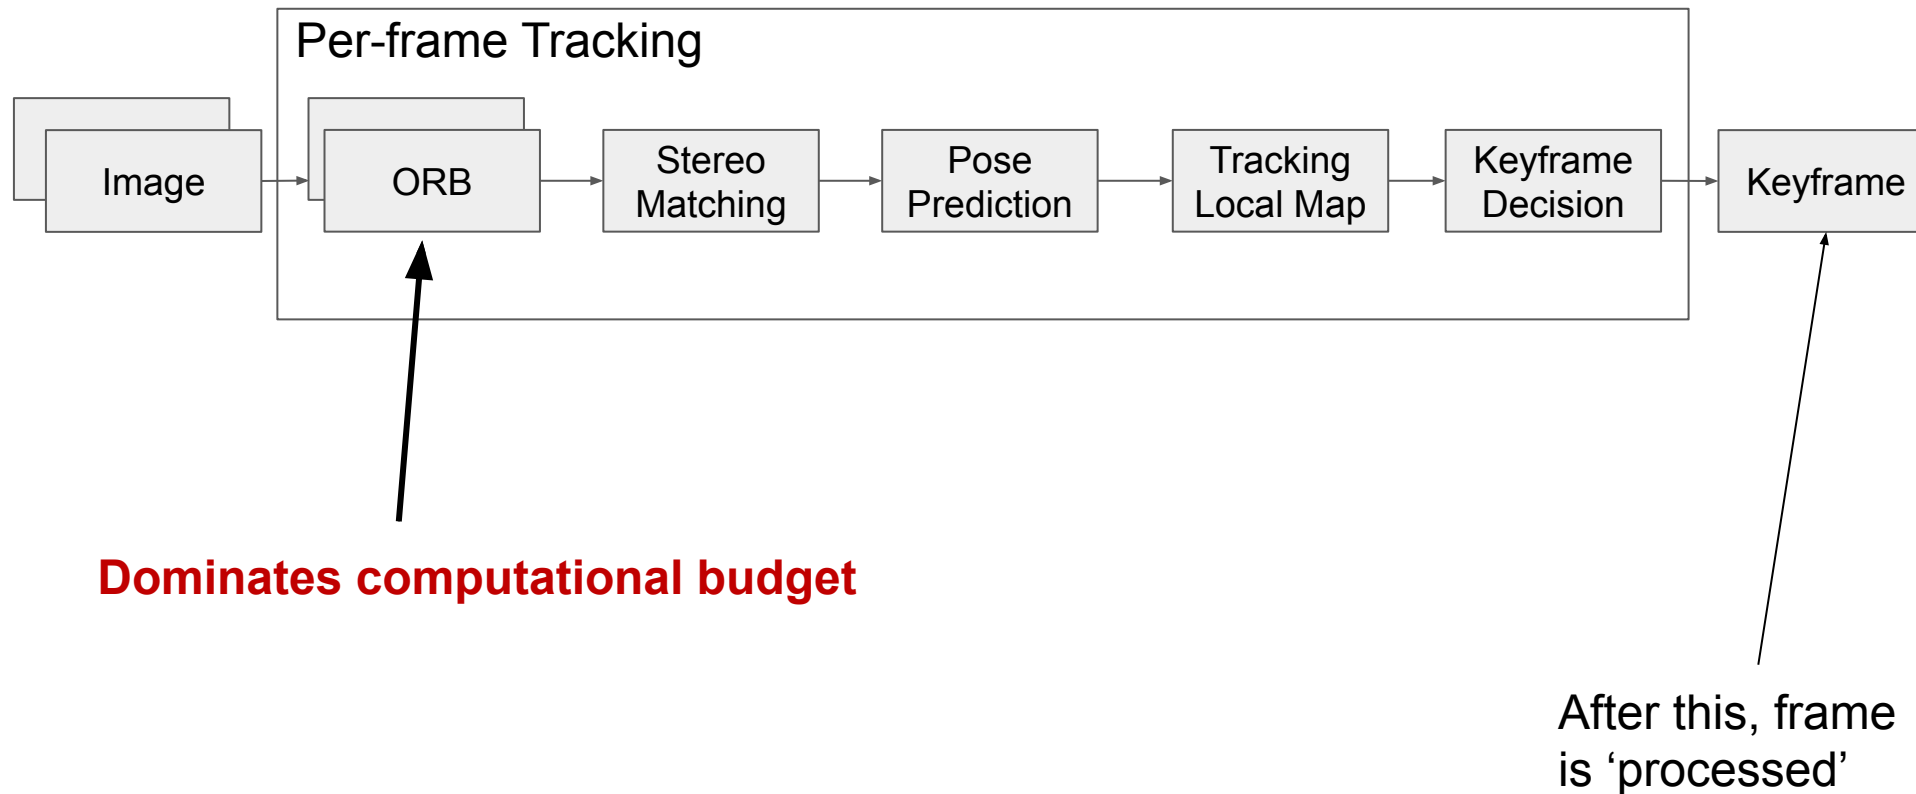 Per-frame Tracking
Image
ORB
Stereo
Matching
Pose
Prediction
Tracking
Local Map
Keyframe
Decision
Keyframe
Dominates computational budget
After this, frame
is ‘processed’